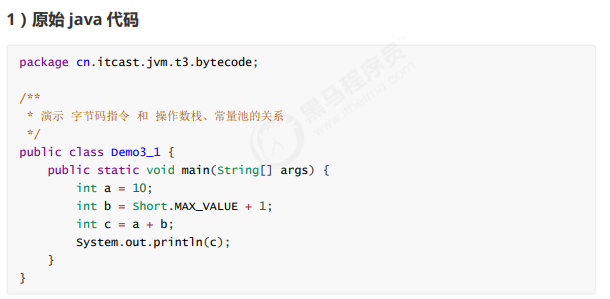 1）原始 java 代码
package cn.itcast.jvm.t3.bytecode;
/**
 * 演示 字节码指令 和 操作数栈、常量池的关系
 */
public class Demo3_1 {
    public static void main(String[] args) {
        int a = 10;
        int b = Short.MAX_VALUE + 1;
        int c = a + b;
        System.out.println(c);
    }
}
黑马程序员
www.itheima.com